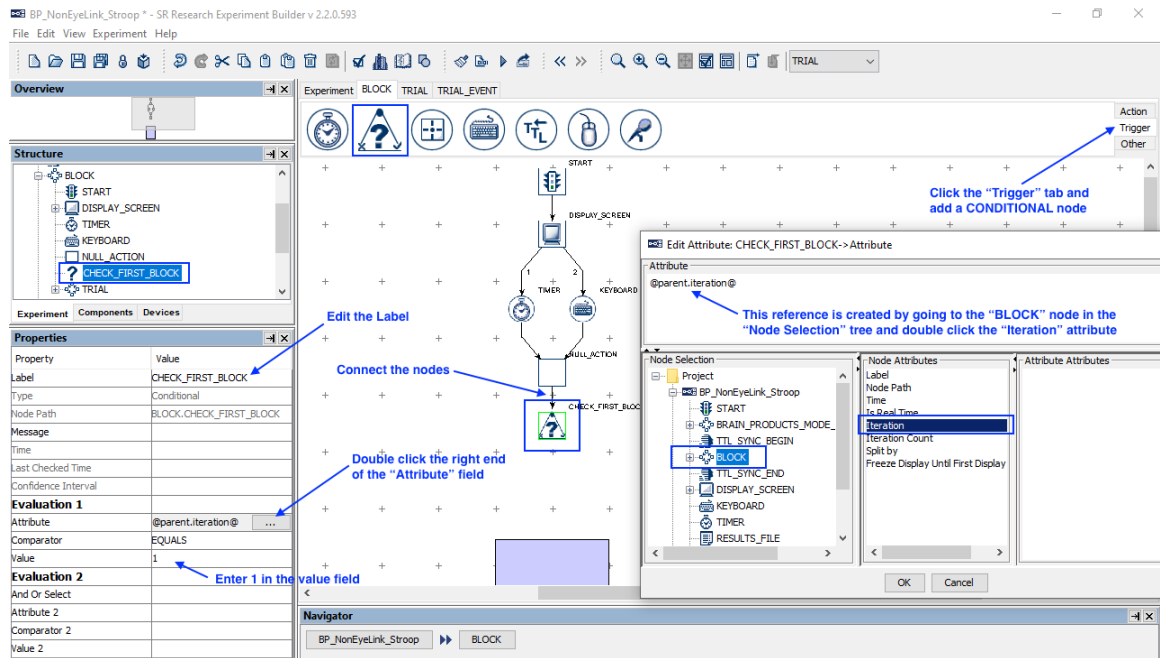 BP_NonEyeLink_Stroop * - SR Research Experiment Builder v 2.2.0.593
File Edit View Experiment Help
TRIAL
Overview
Structure
BLOCK
START
DISPLAY_SCREEN
TIMER
KEYBOARD
NULL_ACTION
CHECK_FIRST_BLOCK
TRIAL
Experiment Components Devices
Properties
Property Value
Label CHECK_FIRST_BLOCK
Type Conditional
Node Path BLOCK.CHECK_FIRST_BLOCK
Message
Time
Last Checked Time
Confidence Interval
Evaluation 1
Attribute @parent.iteration@ ...
Comparator EQUALS
Value 1
Evaluation 2
And Or Select
Attribute 2
Comparator 2
Value 2
Edit the Label
Double click the right end
of the “Attribute” field
Enter 1 in the value field
Experiment BLOCK TRIAL TRIAL_EVENT
TTL
Action
Trigger
Other
Click the “Trigger” tab and
add a CONDITIONAL node
START
DISPLAY_SCREEN
1 2
TIMER KEYBOARD
NULL_ACTION
CHECK_FIRST_BLOC
Connect the nodes
Edit Attribute: CHECK_FIRST_BLOCK->Attribute
Attribute
@parent.iteration@
This reference is created by going to the “BLOCK” node in the
“Node Selection” tree and double click the “Iteration” attribute
Node Selection
Project
BP_NonEyeLink_Stroop
START
BRAIN_PRODUCTS_MODE_
TTL_SYNC_BEGIN
BLOCK
TTL_SYNC_END
DISPLAY_SCREEN
KEYBOARD
TIMER
RESULTS_FILE
Node Attributes
Label
Node Path
Time
Is Real Time
Iteration
Iteration Count
Split by
Freeze Display Until First Display
Attribute Attributes
OK Cancel
Navigator
BP_NonEyeLink_Stroop BLOCK